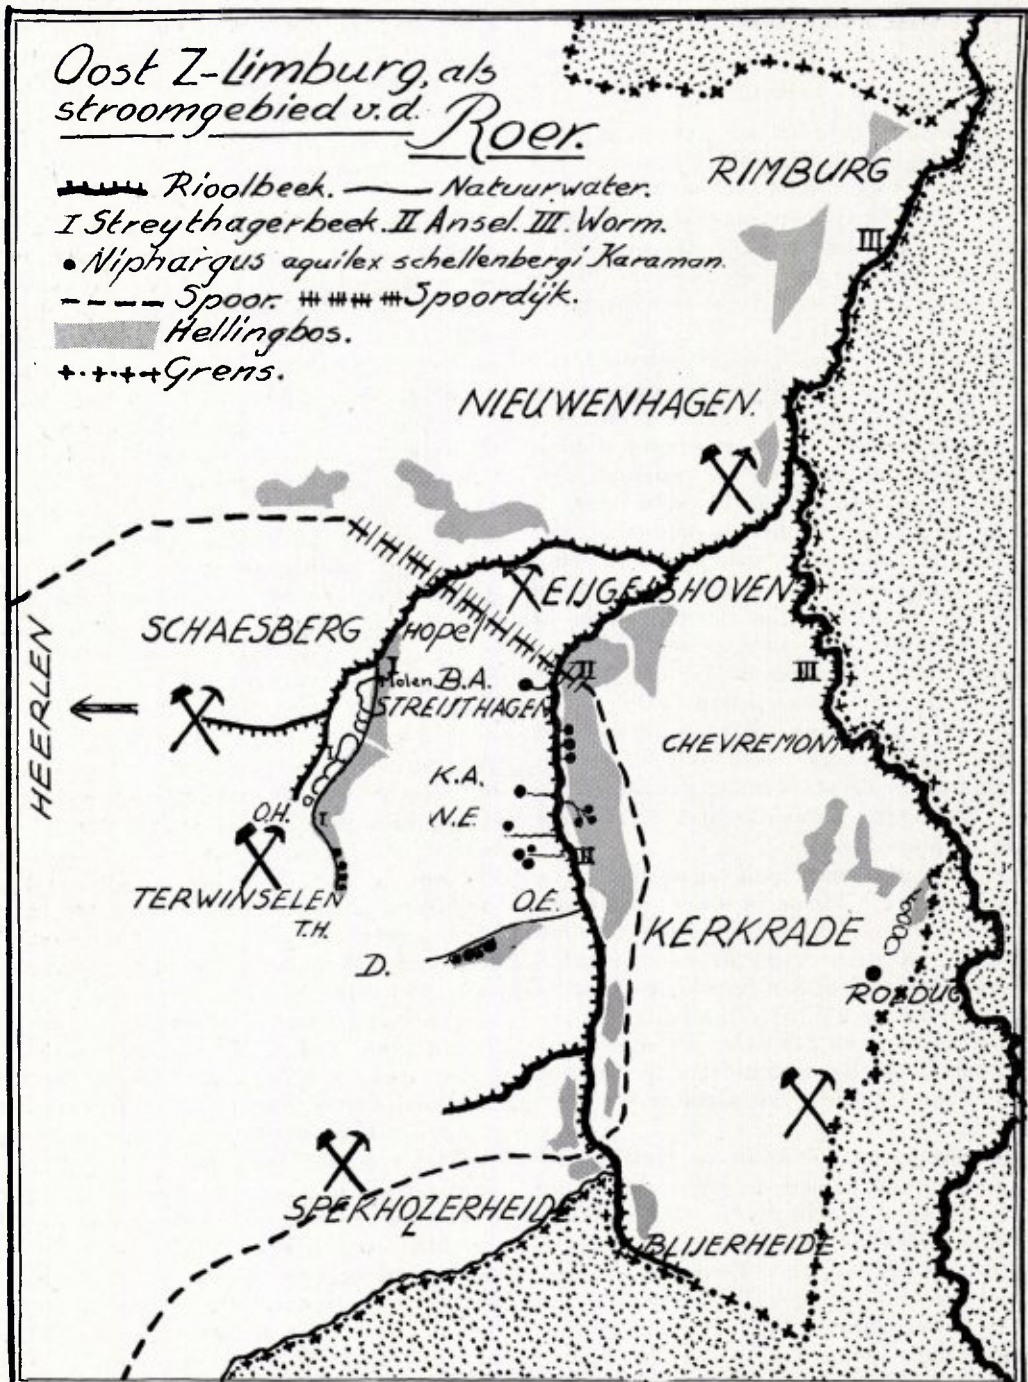 Oost Z-Limburg, als
stroomgebied v.d. Roer.
Rioolbeek. Natuurwater.
I Streythagerbeek. II Ansel. III. Worm.
Niphargus aquilex schellenbergi Karaman.
Spoor. Spoordijk.
Hellingbos.
Grens.
RIMBURG
III
NIEUWENHAGEN.
EIJGELSHOVEN
SCHAESBERG
HOPEL
HEERLEN
I
Molen. B.A.
II
III
STREIJTHAGEN
CHEVREMONT
K.A.
O.H.
N.E.
I
II
TERWINSELEN
O.E.
T.H.
KERKRADE
D.
ROLDUC
SPEKHOLZERHEIDE
BLIJERHEIDE